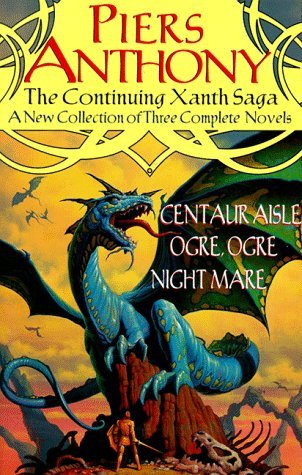 PIERS
ANTHONY
The Continuing Xanth Saga
A New Collection of Three Complete Novels
CENTAUR AISLE
OGRE, OGRE
NIGHT MARE